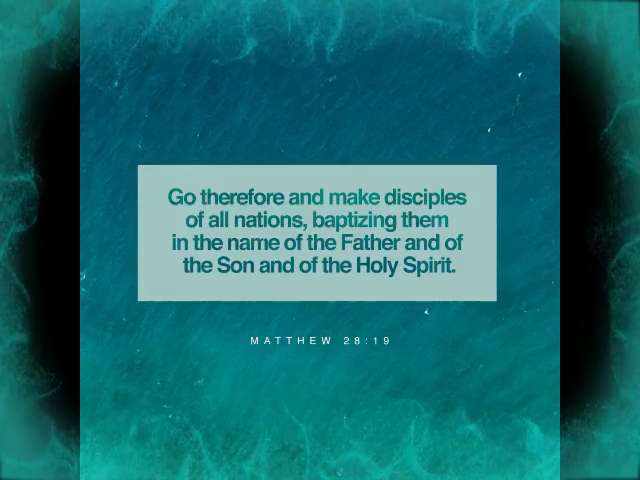 Go therefore and make disciples
of all nations, baptizing them
in the name of the Father and of
the Son and of the Holy Spirit.
MATTHEW 28:19